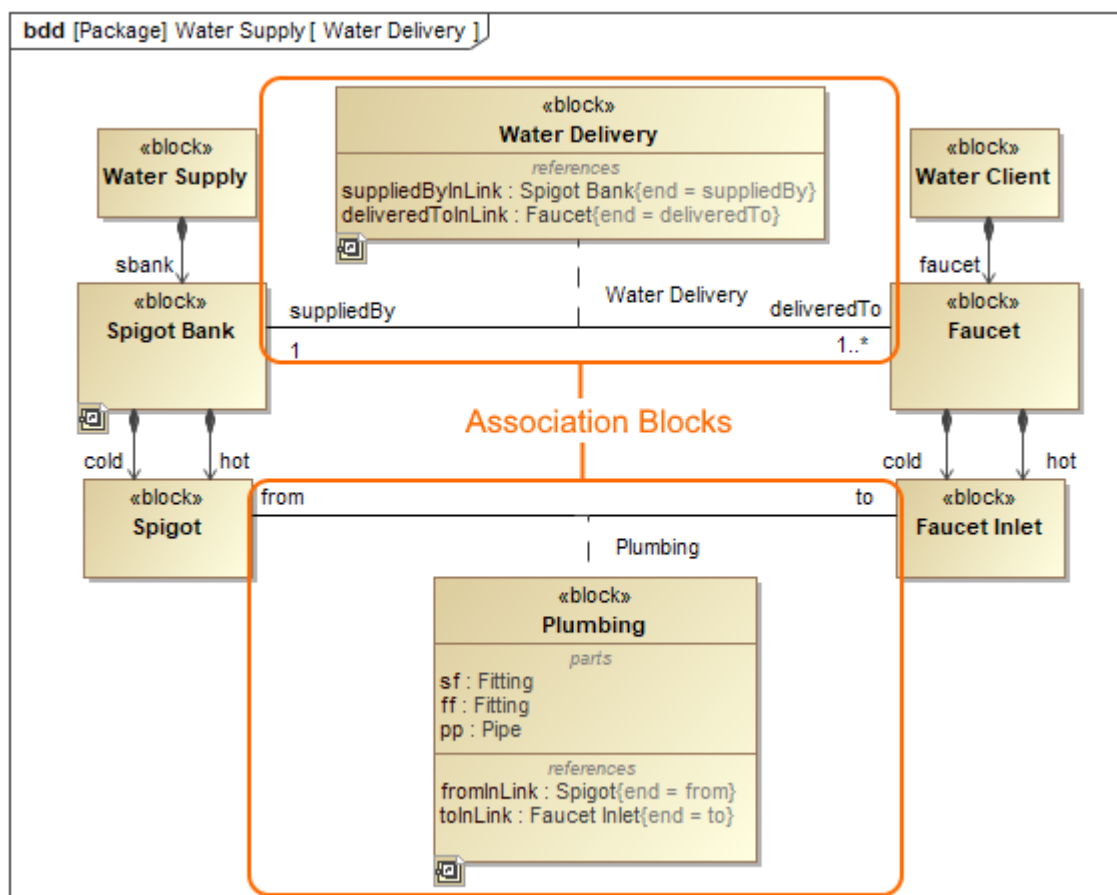 bdd [Package] Water Supply [ Water Delivery ]
«block»
Water Delivery
references
suppliedByInLink : Spigot Bank{end = suppliedBy}
deliveredToInLink : Faucet{end = deliveredTo}
«block»
Water Supply
«block»
Water Client
sbank
faucet
«block»
Spigot Bank
suppliedBy
1
Water Delivery
deliveredTo
1..*
«block»
Faucet
Association Blocks
cold
hot
cold
hot
«block»
Spigot
from
to
«block»
Faucet Inlet
Plumbing
«block»
Plumbing
parts
sf : Fitting
ff : Fitting
pp : Pipe
references
fromInLink : Spigot{end = from}
toInLink : Faucet Inlet{end = to}